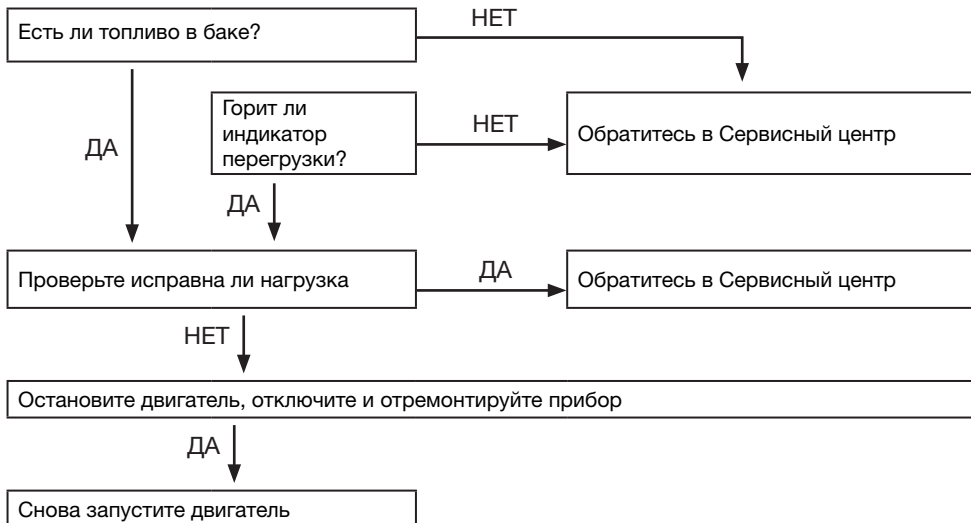 Есть ли топливо в баке?
НЕТ
ДА
Горит ли
индикатор
перегрузки?
НЕТ
Обратитесь в Сервисный центр
ДА
Проверьте исправна ли нагрузка
ДА
Обратитесь в Сервисный центр
НЕТ
Остановите двигатель, отключите и отремонтируйте прибор
ДА
Снова запустите двигатель